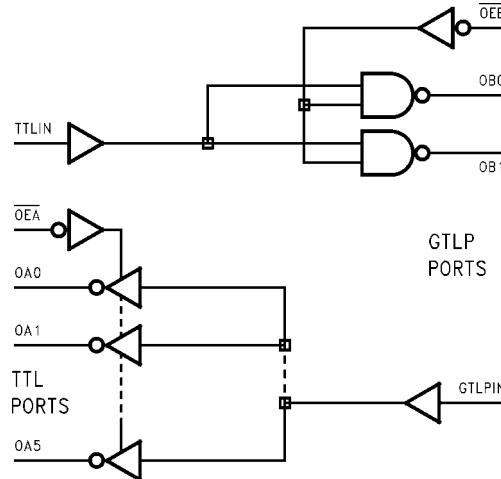 OEB
OB0
TTLIN
OB1
OEA
GTLP
PORTS
OA0
OA1
TTL
PORTS
GTLPIN
OA5